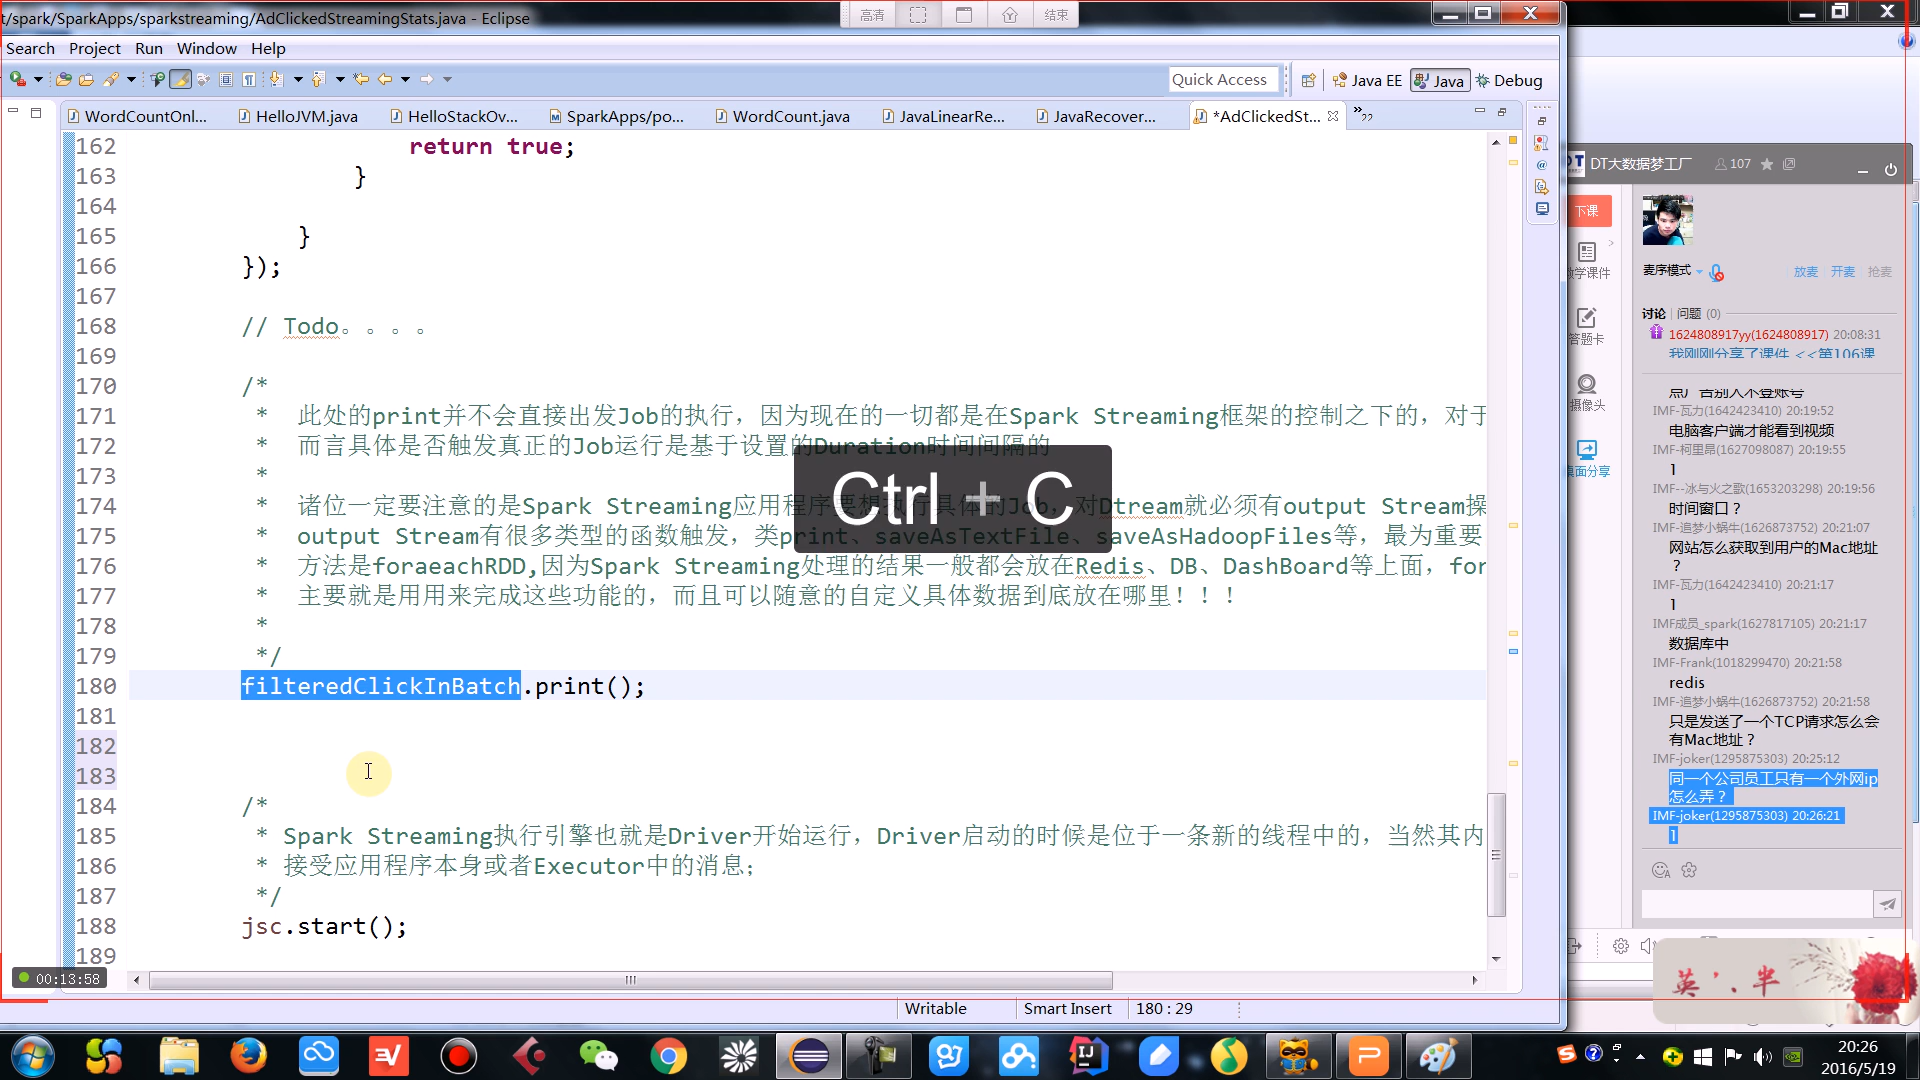 t/spark/SparkApps/sparkstreaming/AdClickedStreamingStats.java - Eclipse
高清
结束
Search Project Run Window Help
Quick Access
Java EE
Java
Debug
WordCountOnl...
HelloJVM.java
HelloStackOv...
SparkApps/po...
WordCount.java
JavaLinearRe...
JavaRecover...
*AdClickedSt...
»22
162 return true;
163 }
164
165 }
166 });
167
168 // Todo。。。。
169
170 /*
171 * 此处的print并不会直接出发Job的执行，因为现在的一切都是在Spark Streaming框架的控制之下的，对于
172 * 而言具体是否触发真正的Job运行是基于设置的Duration时间间隔的
173 *
174 * 诸位一定要注意的是Spark Streaming应用程序要想执行具体的Job，对Dtream就必须有output Stream操
175 * output Stream有很多类型的函数触发，类print、saveAsTextFile、saveAsHadoopFiles等，最为重要
176 * 方法是foraeachRDD,因为Spark Streaming处理的结果一般都会放在Redis、DB、DashBoard等上面，for
177 * 主要就是用用来完成这些功能的，而且可以随意的自定义具体数据到底放在哪里！！！
178 *
179 */
180 filteredClickInBatch.print();
181
182
183
184 /*
185 * Spark Streaming执行引擎也就是Driver开始运行，Driver启动的时候是位于一条新的线程中的，当然其内
186 * 接受应用程序本身或者Executor中的消息；
187 */
188 jsc.start();
189
Ctrl + C
00:13:58
Writable
Smart Insert
180 : 29
DT大数据梦工厂
107
下课
学课件
答题卡
摄像头
桌面分享
麦序模式
放麦 开麦 抢麦
讨论 问题 (0)
1624808917yy(1624808917) 20:08:31
我刚刚分享了课件 <<第106课
点广告别人不登账号
IMF-瓦力(1642423410) 20:19:52
电脑客户端才能看到视频
IMF-柯里昂(1627098087) 20:19:55
1
IMF--冰与火之歌(1653203298) 20:19:56
时间窗口？
IMF-追梦小蜗牛(1626873752) 20:21:07
网站怎么获取到用户的Mac地址
？
IMF-瓦力(1642423410) 20:21:17
1
IMF成员_spark(1627817105) 20:21:17
数据库中
IMF-Frank(1018299470) 20:21:58
redis
IMF-追梦小蜗牛(1626873752) 20:21:58
只是发送了一个TCP请求怎么会
有Mac地址？
IMF-joker(1295875303) 20:25:12
同一个公司员工只有一个外网ip
怎么弄？
IMF-joker(1295875303) 20:26:21
1
英 ’ 、 半
20:26
2016/5/19